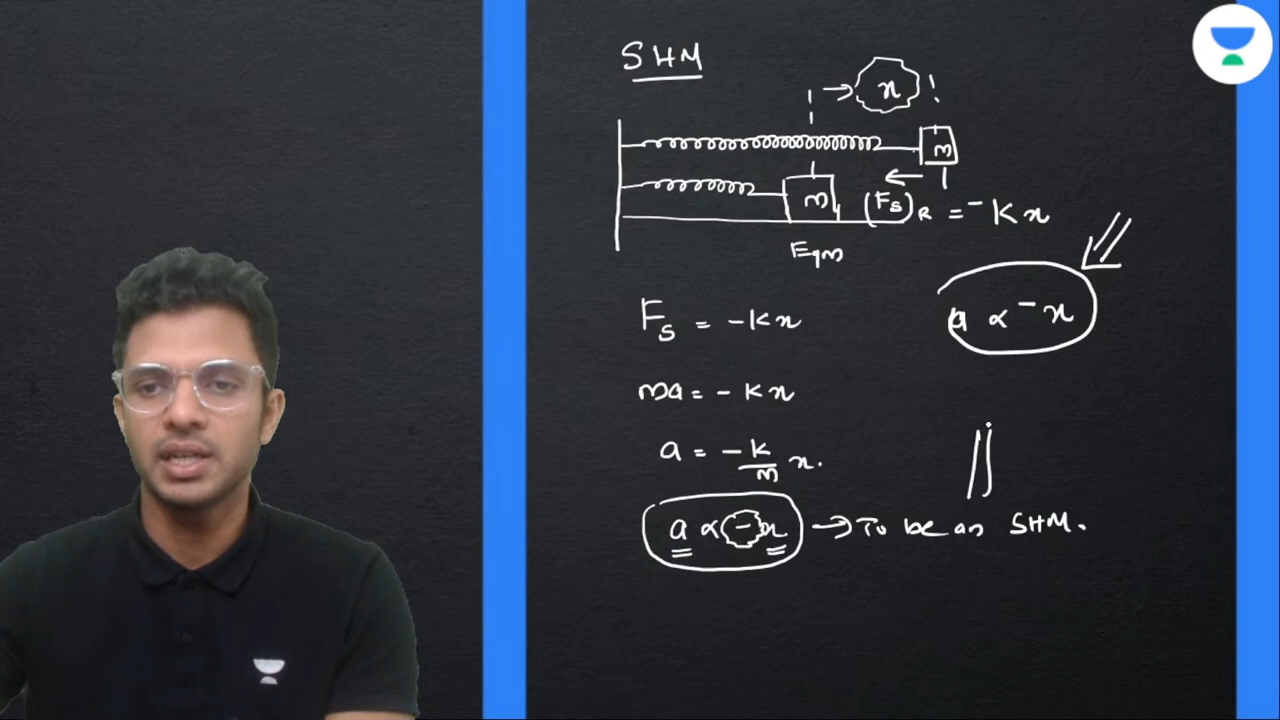 SHM
→ x
m
m
(Fs)R = -Kx
Eqm
Fs = -Kx
a ∝ -x
ma = -Kx
a = -K/m x.
a ∝ -x → To be an SHM.